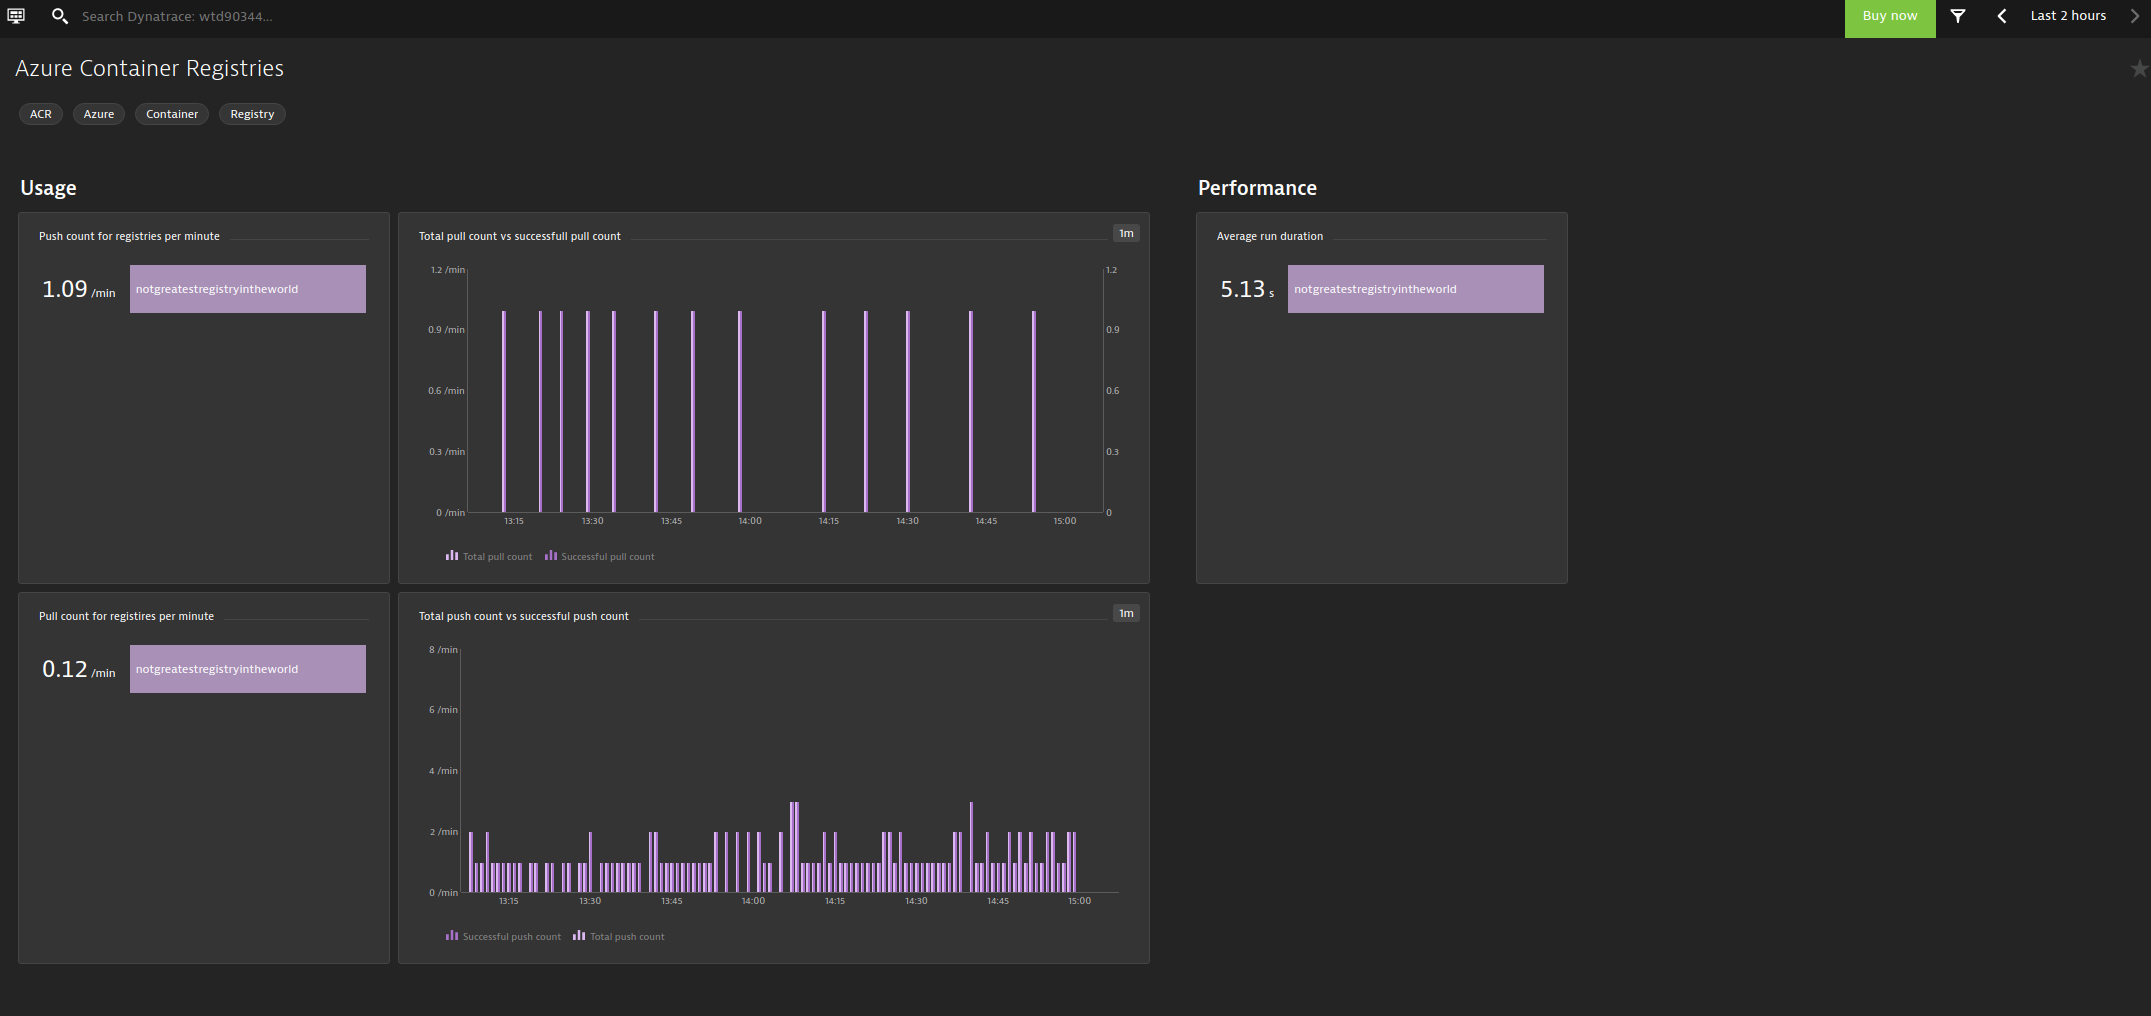 Search Dynatrace: wtd90344...
Buy now
Last 2 hours
Azure Container Registries
ACR Azure Container Registry
Usage
Performance
Push count for registries per minute
1.09 /min
notgreatestregistryintheworld
Total pull count vs successfull pull count
1m
1.2 /min
0.9 /min
0.6 /min
0.3 /min
0 /min
1.2
0.9
0.6
0.3
0
13:15 13:30 13:45 14:00 14:15 14:30 14:45 15:00
Total pull count Successful pull count
Average run duration
5.13 s
notgreatestregistryintheworld
Pull count for registires per minute
0.12 /min
notgreatestregistryintheworld
Total push count vs successful push count
1m
8 /min
6 /min
4 /min
2 /min
0 /min
13:15 13:30 13:45 14:00 14:15 14:30 14:45 15:00
Successful push count Total push count